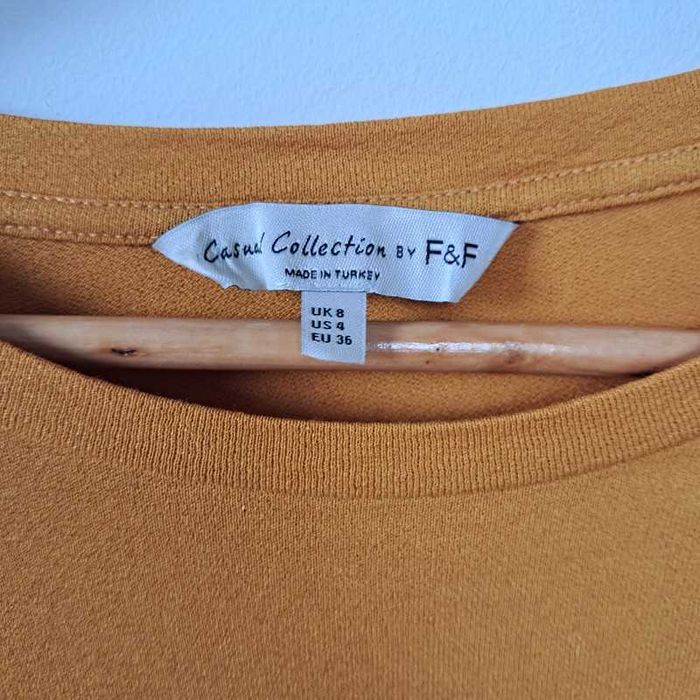 Casual Collection BY F&F
MADE IN TURKEY
UK 8
US 4
EU 36